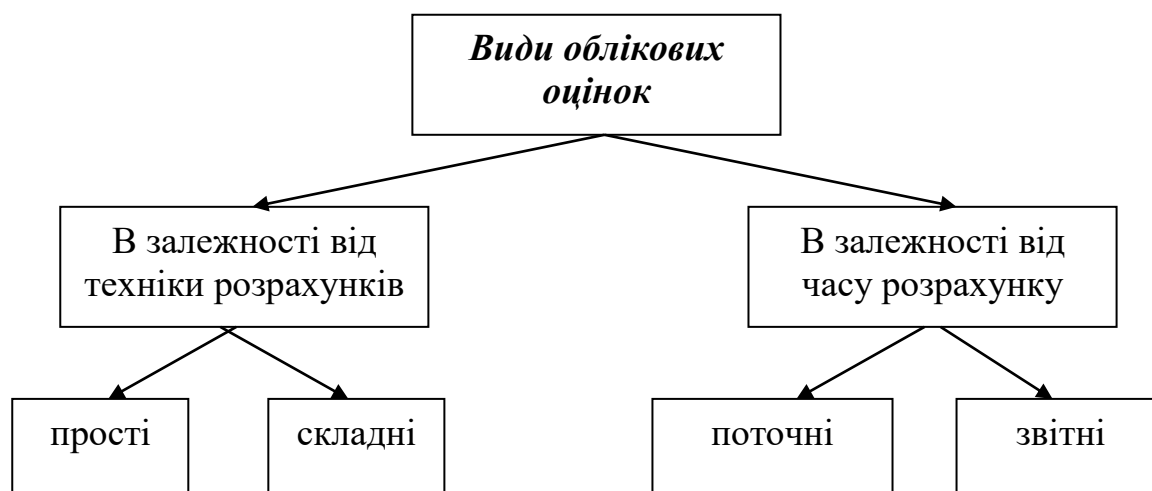 Види облікових
оцінок
В залежності від
техніки розрахунків
В залежності від
часу розрахунку
прості
складні
поточні
звітні